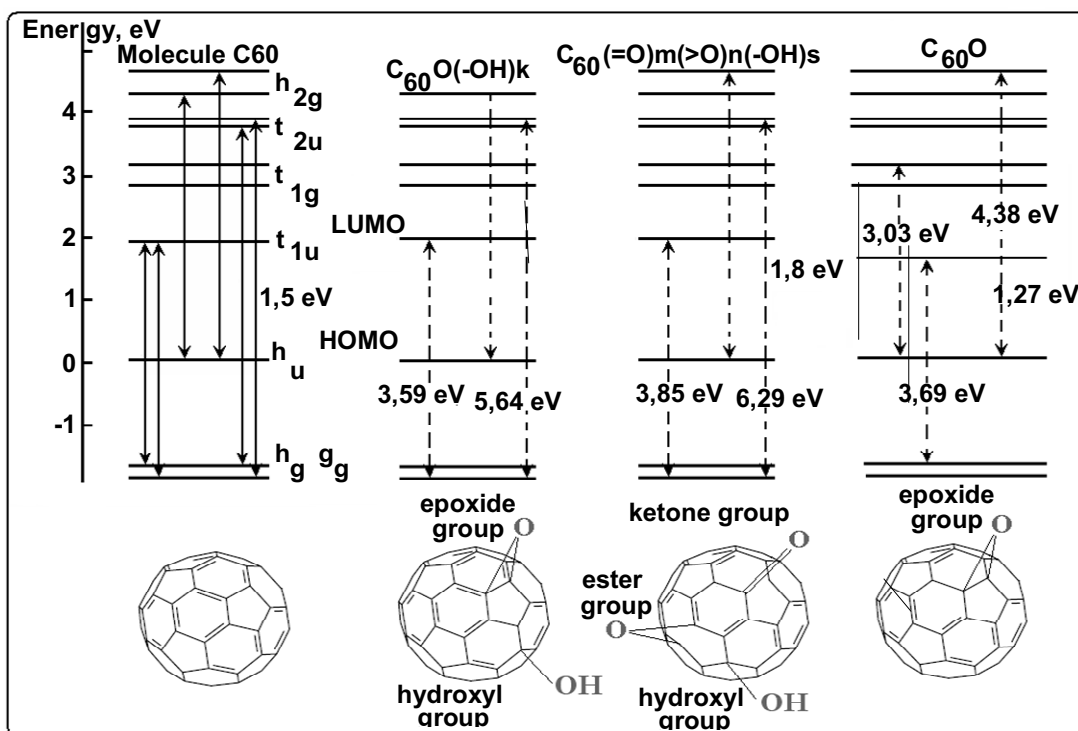 Energy, eV
Molecule C60
C60O(-OH)k
C60(=O)m(>O)n(-OH)s
C60O
4
3
2
1
0
-1
h2g
t2u
t1g
t1u
hu
hg gg
1,5 eV
LUMO
HOMO
3,59 eV
5,64 eV
3,85 eV
6,29 eV
1,8 eV
3,03 eV
4,38 eV
1,27 eV
3,69 eV
epoxide
group
O
OH
hydroxyl
group
ketone group
O
ester
group
O
OH
hydroxyl
group
epoxide
group
O